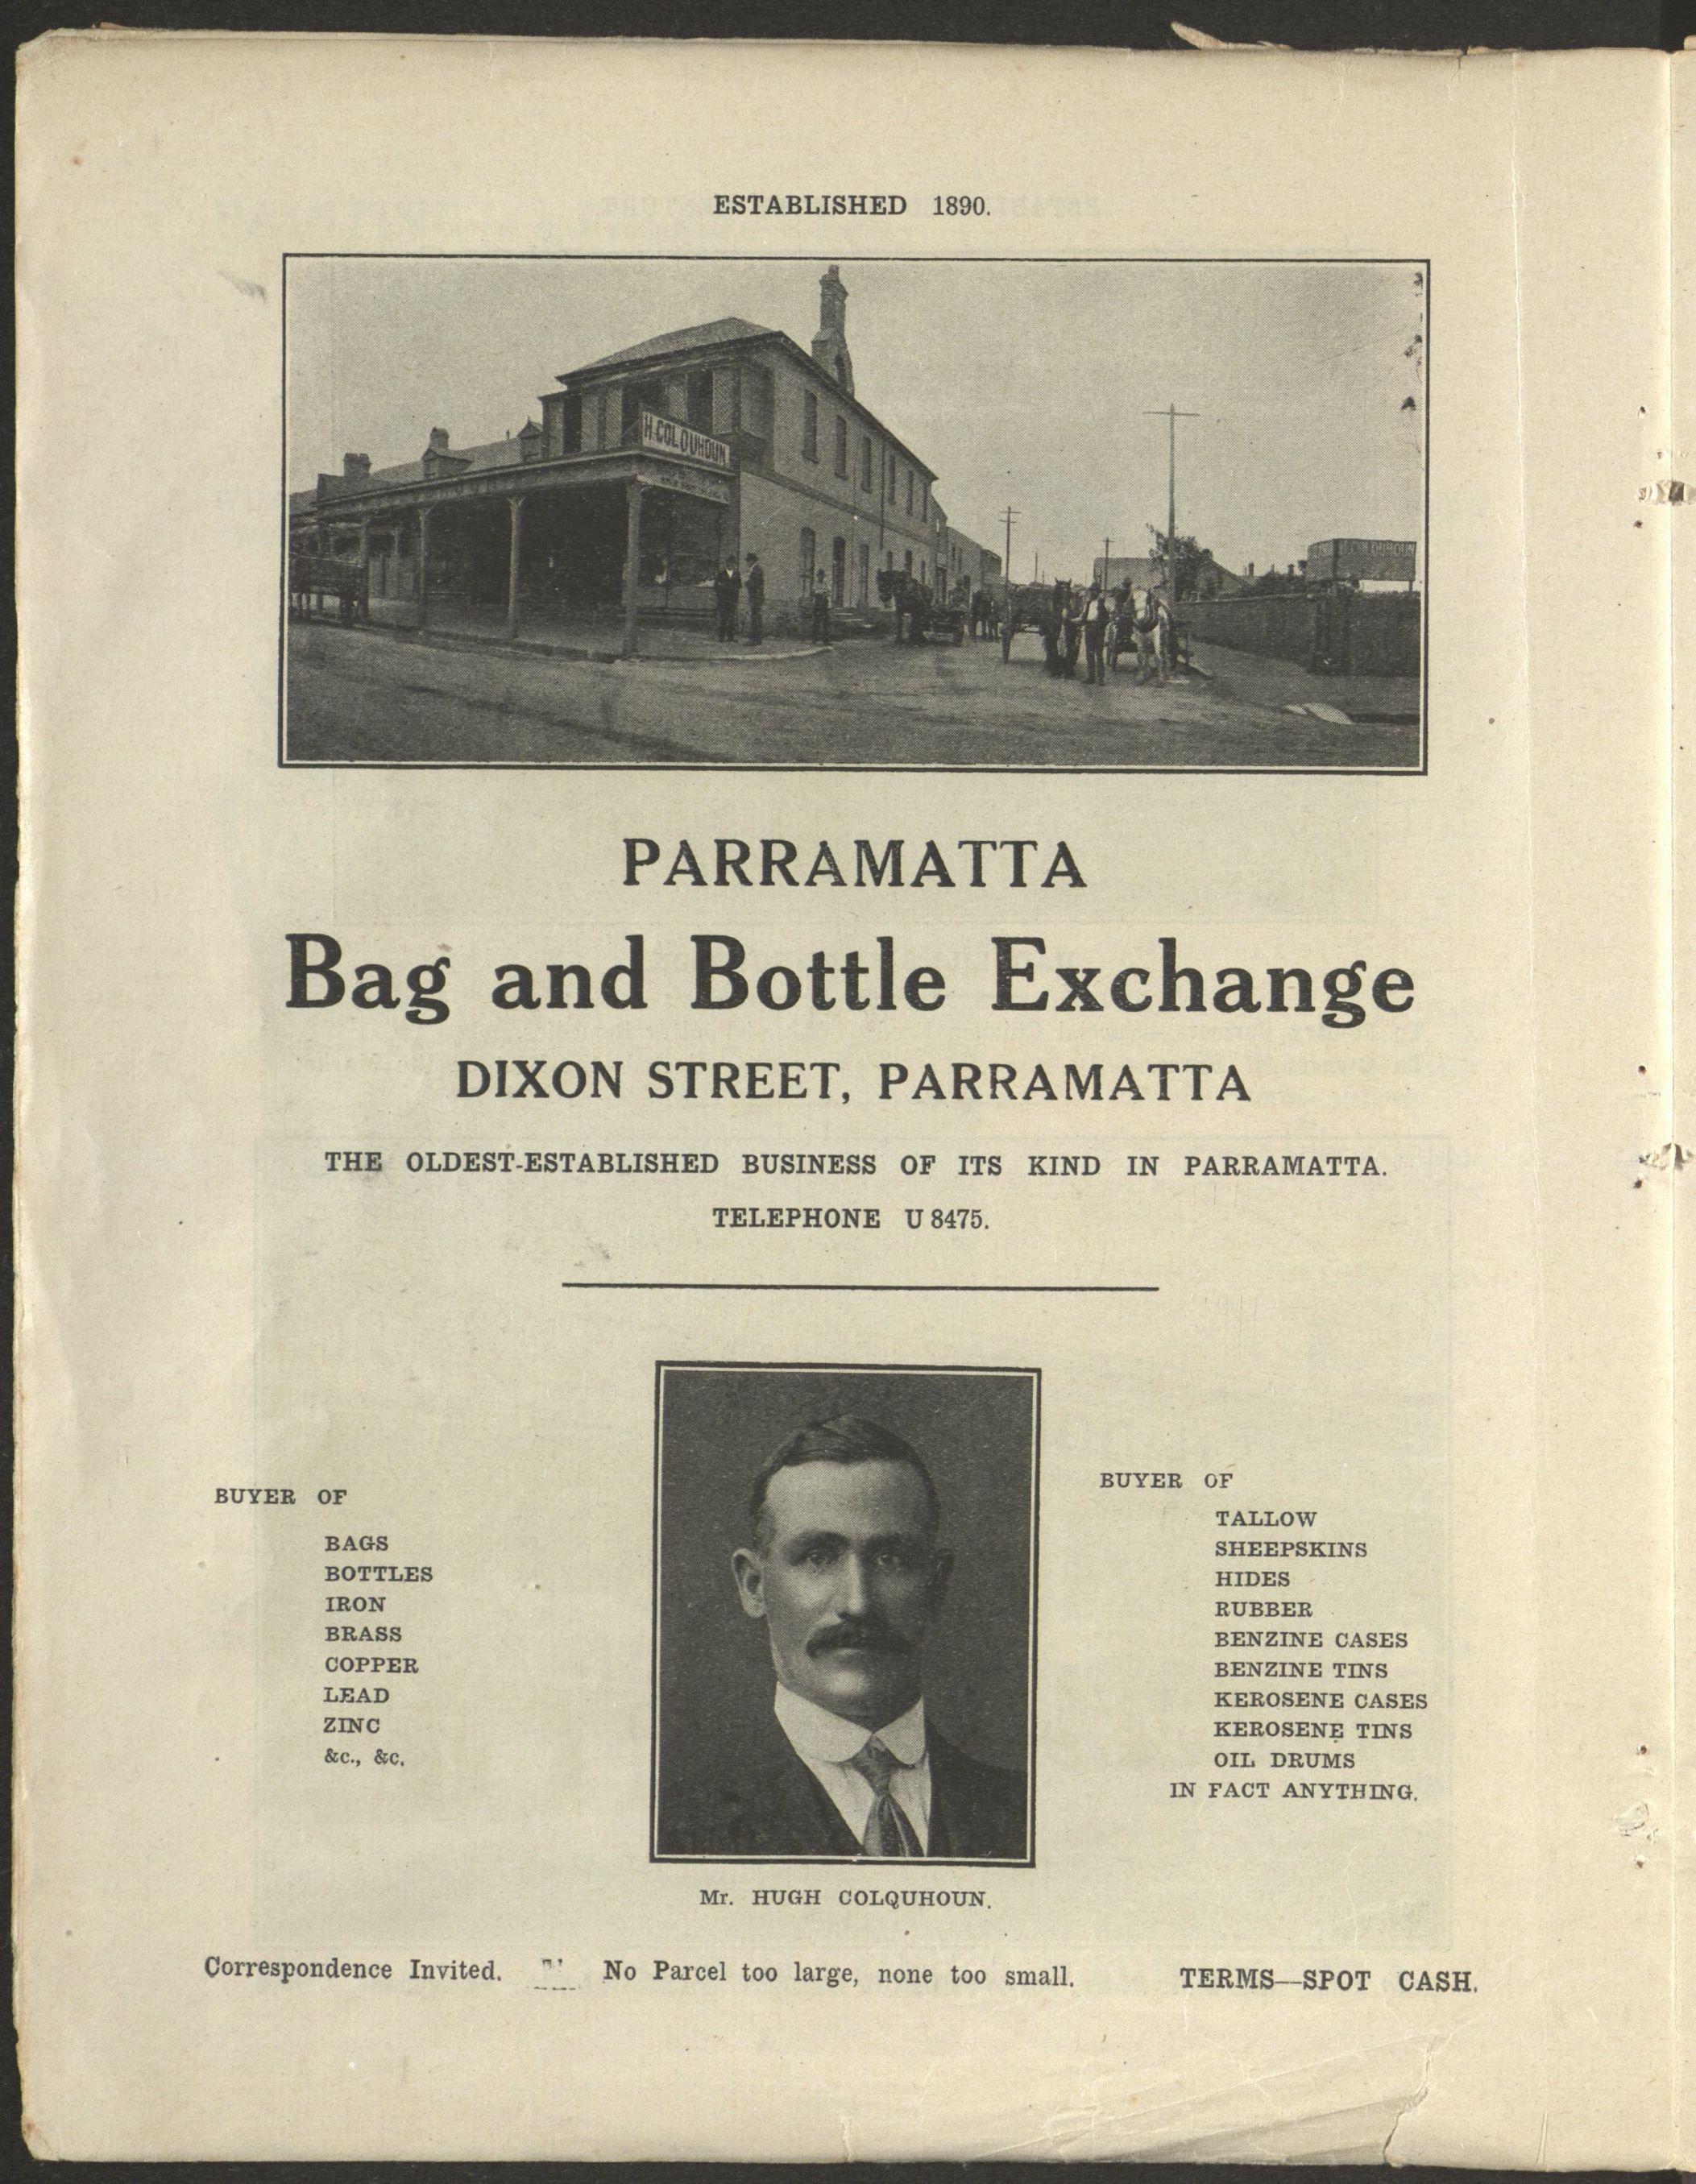 ESTABLISHED 1890.
H. COLQUHOUN
COLQUHOUN
PARRAMATTA
Bag and Bottle Exchange
DIXON STREET, PARRAMATTA
THE OLDEST-ESTABLISHED BUSINESS OF ITS KIND IN PARRAMATTA.
TELEPHONE U 8475.
BUYER OF
BAGS
BOTTLES
IRON
BRASS
COPPER
LEAD
ZINC
&c., &c.
BUYER OF
TALLOW
SHEEPSKINS
HIDES
RUBBER
BENZINE CASES
BENZINE TINS
KEROSENE CASES
KEROSENE TINS
OIL DRUMS
IN FACT ANYTHING.
Mr. HUGH COLQUHOUN.
Correspondence Invited. No Parcel too large, none too small. TERMS—SPOT CASH.